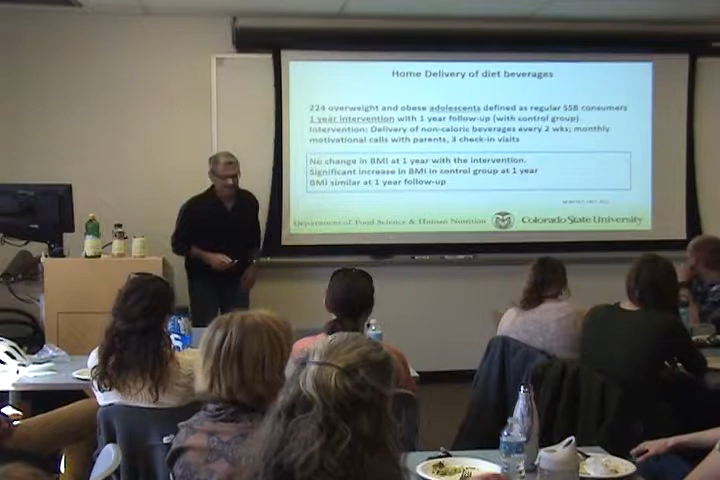 Home Delivery of diet beverages
224 overweight and obese adolescents defined as regular SSB consumers
1 year intervention with 1 year follow-up (with control group)
Intervention: Delivery of non-caloric beverages every 2 wks; monthly
motivational calls with parents, 3 check-in visits
No change in BMI at 1 year with the intervention.
Significant increase in BMI in control group at 1 year
BMI similar at 1 year follow-up
Department of Food Science & Human Nutrition
Colorado State University